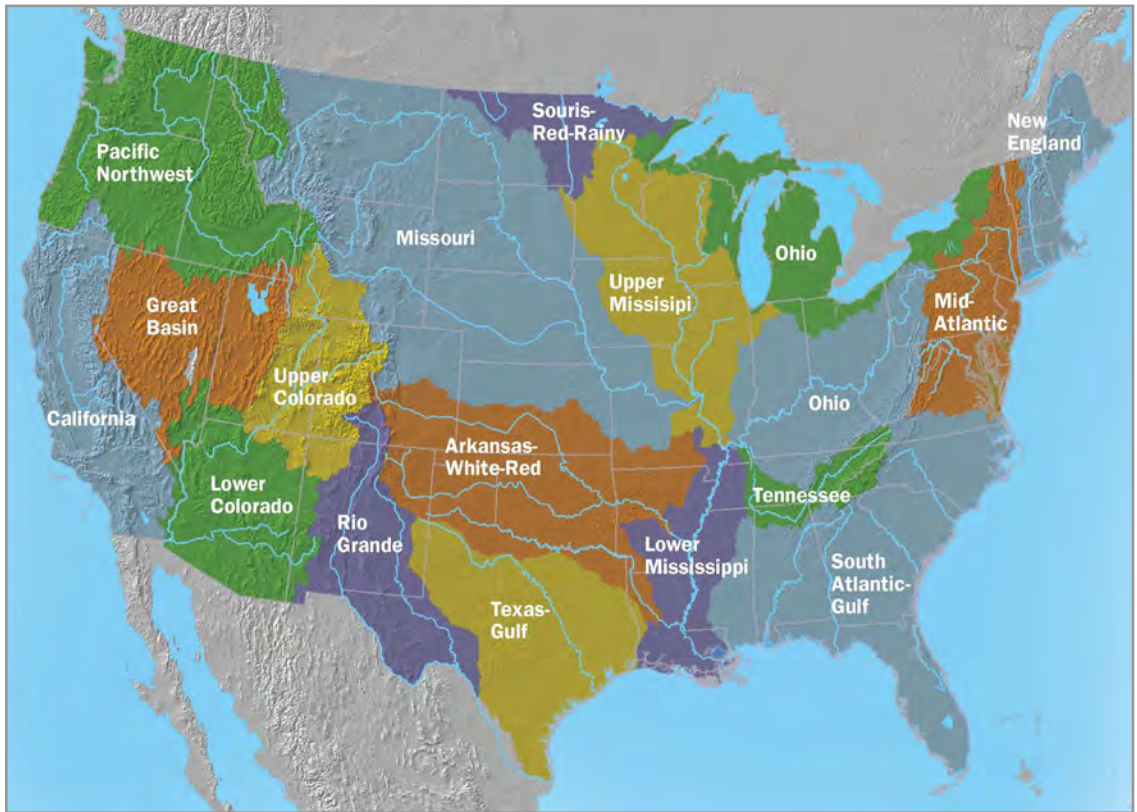 Souris-
Red-Rainy
New
England
Pacific
Northwest
Missouri
Ohio
Upper
Missisipi
Great
Basin
Mid-
Atlantic
Upper
Colorado
California
Ohio
Arkansas-
White-Red
Lower
Colorado
Tennessee
Rio
Grande
Lower
Mississippi
South
Atlantic-
Gulf
Texas-
Gulf